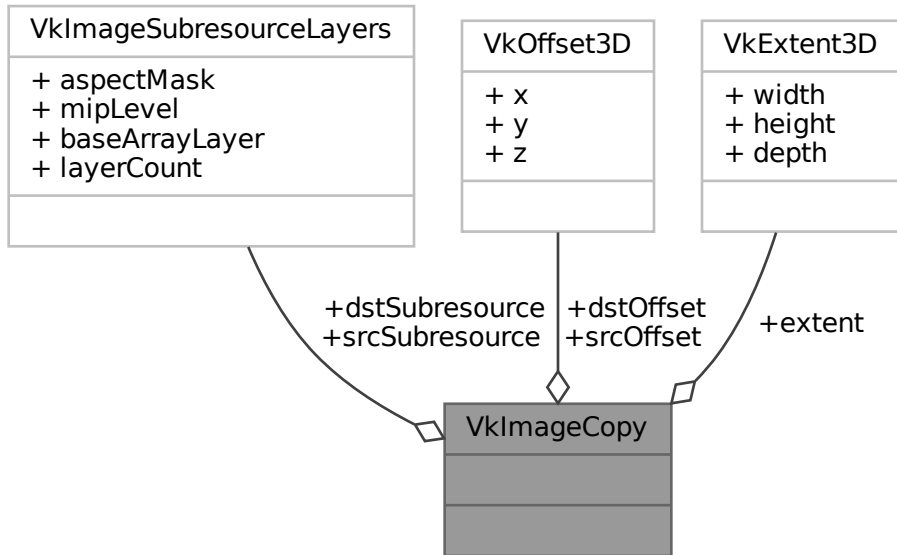 VkImageSubresourceLayers
+ aspectMask
+ mipLevel
+ baseArrayLayer
+ layerCount
VkOffset3D
+ x
+ y
+ z
VkExtent3D
+ width
+ height
+ depth
+dstSubresource
+srcSubresource
+dstOffset
+srcOffset
+extent
VkImageCopy